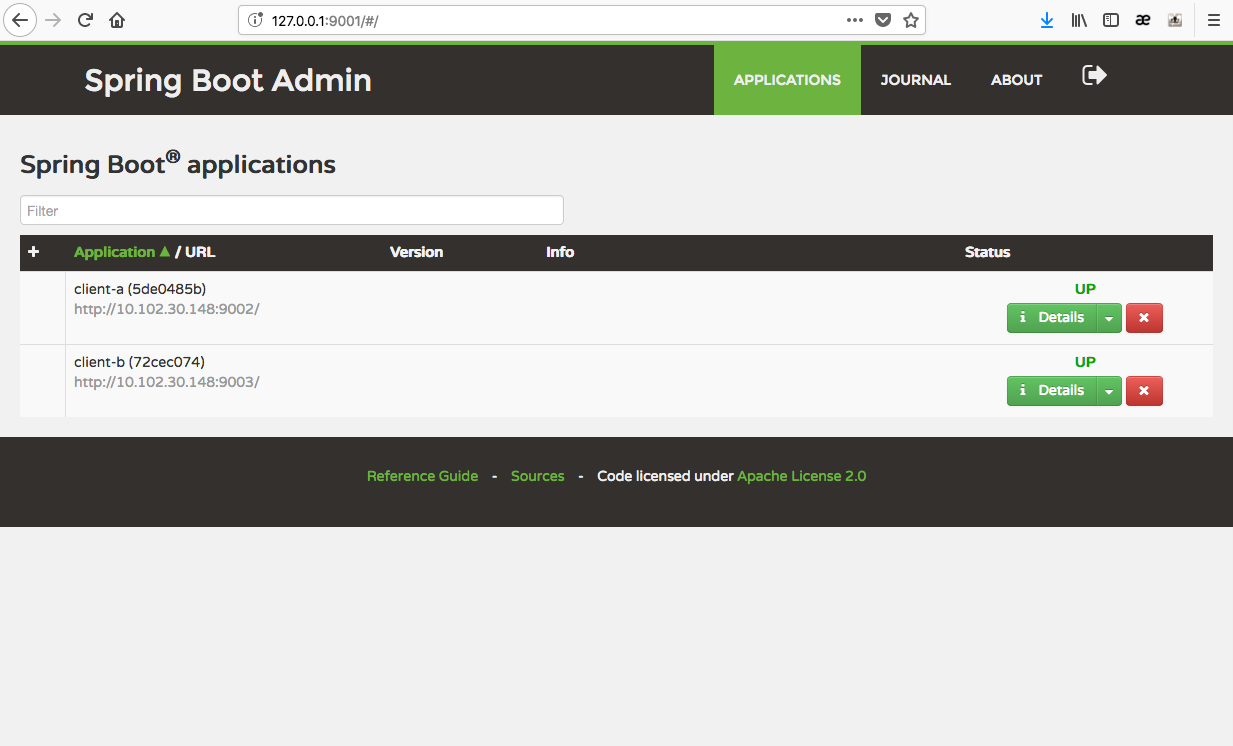 127.0.0.1:9001/#/
Spring Boot Admin
APPLICATIONS JOURNAL ABOUT
Spring Boot® applications
Filter
Application ▲ / URL Version Info Status
client-a (5de0485b) UP
http://10.102.30.148:9002/ i Details
client-b (72cec074) UP
http://10.102.30.148:9003/ i Details
Reference Guide - Sources - Code licensed under Apache License 2.0